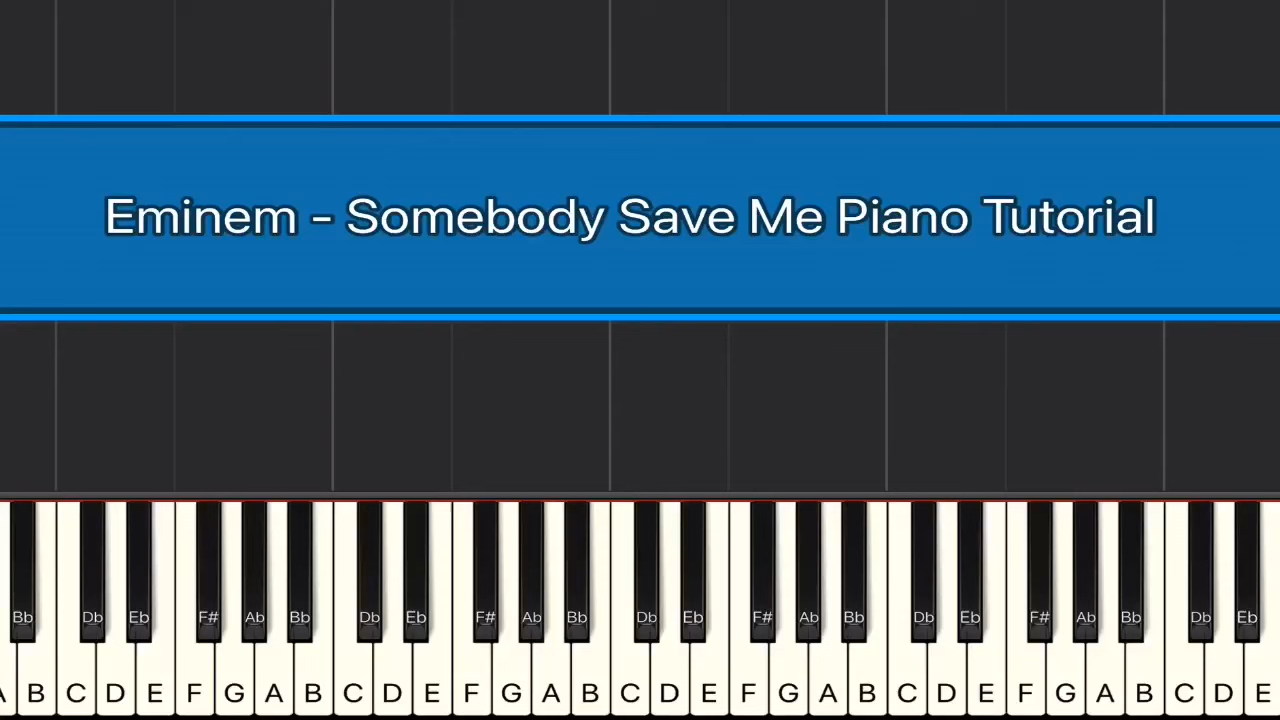 Eminem - Somebody Save Me Piano Tutorial
Bb Db Eb F# Ab Bb Db Eb F# Ab Bb Db Eb F# Ab Bb Db Eb F# Ab Bb Db Eb
A B C D E F G A B C D E F G A B C D E F G A B C D E F G A B C D E